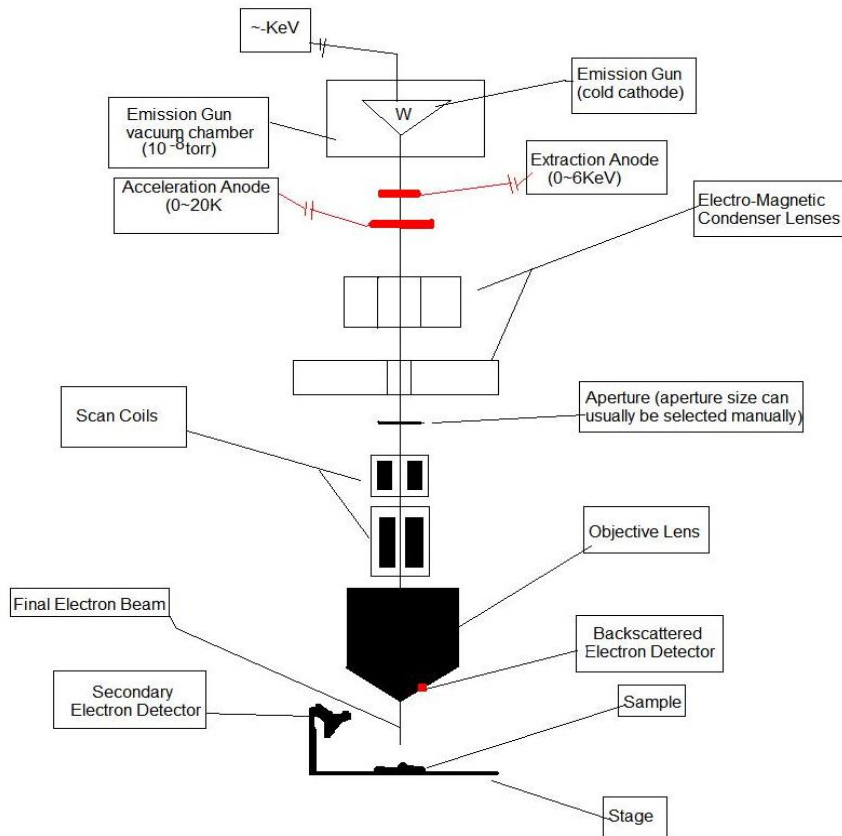 ~-KeV
Emission Gun
(cold cathode)
W
Emission Gun
vacuum chamber
(10⁻⁸ torr)
Extraction Anode
(0~6KeV)
Acceleration Anode
(0~20K
Electro-Magnetic
Condenser Lenses
Aperture (aperture size can
usually be selected manually)
Scan Coils
Objective Lens
Final Electron Beam
Backscattered
Electron Detector
Secondary
Electron Detector
Sample
Stage